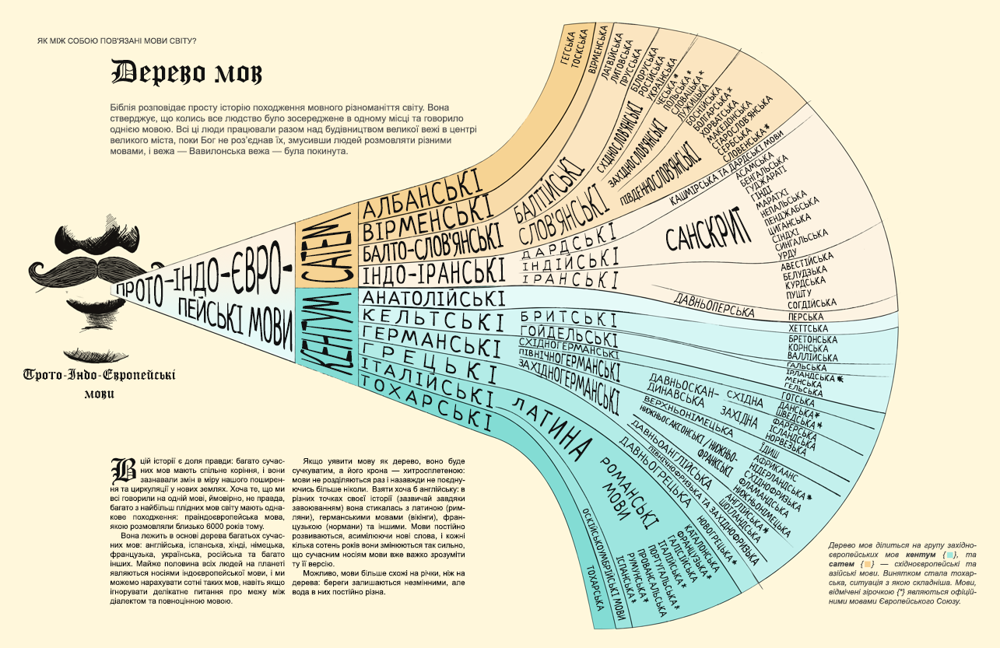 ЯК МІЖ СОБОЮ ПОВ'ЯЗАНІ МОВИ СВІТУ?
Дерево мов
Біблія розповідає просту історію походження мовного різноманіття світу. Вона
стверджує, що колись все людство було зосереджене в одному місці та говорило
однією мовою. Всі ці люди працювали разом над будівництвом великої вежі в центрі
великого міста, поки Бог не роз'єднав їх, змусивши людей розмовляти різними
мовами, і вежа — Вавилонська вежа — була покинута.
ПРОТО-ІНДО-ЄВРО-
ПЕЙСЬКІ МОВИ
Прото-Індо-Європейські
мови
САТЕМ
АЛБАНСЬКІ
ВІРМЕНСЬКІ
БАЛТО-СЛОВ'ЯНСЬКІ
ІНДО-ІРАНСЬКІ
КЕНТУМ
АНАТОЛІЙСЬКІ
КЕЛЬТСЬКІ
ГЕРМАНСЬКІ
ГРЕЦЬКІ
ІТАЛІЙСЬКІ
ТОХАРСЬКІ
БАЛТІЙСЬКІ
СЛОВ'ЯНСЬКІ
ДАРДСЬКІ
ІНДІЙСЬКІ
ІРАНСЬКІ
БРИТСЬКІ
ГОЙДЕЛЬСЬКІ
СХІДНОГЕРМАНСЬКІ
ПІВНІЧНОГЕРМАНСЬКІ
ЗАХІДНОГЕРМАНСЬКІ
ЛАТИНА
СХІДНОСЛОВ'ЯНСЬКІ
ЗАХІДНОСЛОВ'ЯНСЬКІ
ПІВДЕННОСЛОВ'ЯНСЬКІ
САНСКРИТ
ДАВНЬОПЕРСЬКА
ДАВНЬОСКАН-
ДИНАВСЬКА
СХІДНА
ЗАХІДНА
ВЕРХНЬОНІМЕЦЬКА
НИЖНЬОСАКСОНСЬКІ / НИЖНЬО-
ФРАНКСЬКІ
ДАВНЬОАНГЛІЙСЬКА
ПІВНІЧНОФРИЗЬКА ТА ЗАХІДНОФРИЗЬКА
ДАВНЬОГРЕЦЬКА
РОМАНСЬКІ
МОВИ
ГЕГСЬКА
ТОСКСЬКА
ВІРМЕНСЬКА
ЛАТВІЙСЬКА
ЛИТОВСЬКА
ПРУССЬКА
БІЛОРУСЬКА
РОСІЙСЬКА
УКРАЇНСЬКА
ЧЕСЬКА*
ПОЛЬСЬКА*
СЛОВАЦЬКА*
ЛУЖИЦЬКА
БОСНІЙСЬКА
БОЛГАРСЬКА*
ХОРВАТСЬКА
МАКЕДОНСЬКА
СТАРОСЛОВ'ЯНСЬКА
СЕРБСЬКА
СЛОВЕНСЬКА*
КАШМІРСЬКА ТА ДАРДСЬКІ МОВИ
АСАМСЬКА
БЕНГАЛЬСЬКА
ГУДЖАРАТІ
ГІНДІ
МАРАТХІ
НЕПАЛЬСЬКА
ПЕНДЖАБСЬКА
ЦИГАНСЬКА
СІНДХІ
СИНГАЛЬСЬКА
УРДУ
АВЕСТІЙСЬКА
БЕЛУДЗЬКА
КУРДСЬКА
ПУШТУ
СОГДІЙСЬКА
ПЕРСЬКА
ХЕТТСЬКА
БРЕТОНСЬКА
КОРНСЬКА
ВАЛЛІЙСЬКА
ГАЛЬСЬКА
ІРЛАНДСЬКА*
МЕНСЬКА
ГЕЛЬСЬКА
ГОТСЬКА
ДАНСЬКА*
ШВЕДСЬКА*
ФАРЕРСЬКА
ІСЛАНДСЬКА
НОРВЕЗЬКА
ЇДИШ
АФРИКААНС
НІДЕРЛАНДСЬКА*
СХІДНОФРИЗЬКА
ФЛАМАНДСЬКА
НИЖНЬОНІМЕЦЬКА
АНГЛІЙСЬКА*
ШОТЛАНДСЬКА
НОВОГРЕЦЬКА*
КАТАЛОНСЬКА
ФРАНЦУЗЬКА*
ГАЛІСІЙСЬКА
ІТАЛІЙСЬКА*
ПОРТУГАЛЬСЬКА*
ПРОВАНСАЛЬСЬКА
РУМУНСЬКА*
ІСПАНСЬКА*
ОСКІЙСЬКОУМБРІЙСЬКІ МОВИ
ТОХАРСЬКА
В цій історії є доля правди: багато сучас-
них мов мають спільне коріння, і вони
зазнавали змін в міру нашого поширен-
ня та циркуляції у нових землях. Хоча те, що ми
всі говорили на одній мові, ймовірно, не правда,
багато з найбільш плідних мов світу мають одна-
кове походження: праіндоєвропейська мова,
якою розмовляли близько 6000 років тому.
Вона лежить в основі дерева багатьох сучас-
них мов: англійська, іспанська, хінді, німецька,
французька, українська, російська та багато
інших. Майже половина всіх людей на планеті
являються носіями індоєвропейської мови, і ми
можемо нарахувати сотні таких мов, навіть якщо
ігнорувати делікатне питання про межу між
діалектом та повноцінною мовою.
Якщо уявити мову як дерево, воно буде
сучкуватим, а його крона — хитросплетеною:
мови не розділяються раз і назавжди не поєдну-
ючись більше ніколи. Взяти хоча б англійську: в
різних точках своєї історії (зазвичай завдяки
завоюванням) вона стикалась з латиною (рим-
ляни), германськими мовами (вікінги), фран-
цузькою (нормани) та іншими. Мови постійно
розвиваються, асимілюючи нові слова, і кожні
кілька сотень років вони змінюються так сильно,
що сучасним носіям мови вже важко зрозуміти
ту її версію.
Можливо, мови більше схожі на річки, ніж на
дерева: береги залишаються незмінними, але
вода в них постійно різна.
Дерево мов ділиться на групу західно-
європейських мов кентум {}, та
сатем {} — східноєвропейські та
азійські мови. Винятком стала тохар-
ська, ситуація з якою складніша. Мови,
відмічені зірочкою {*} являються офіцій-
ними мовами Європейського Союзу.